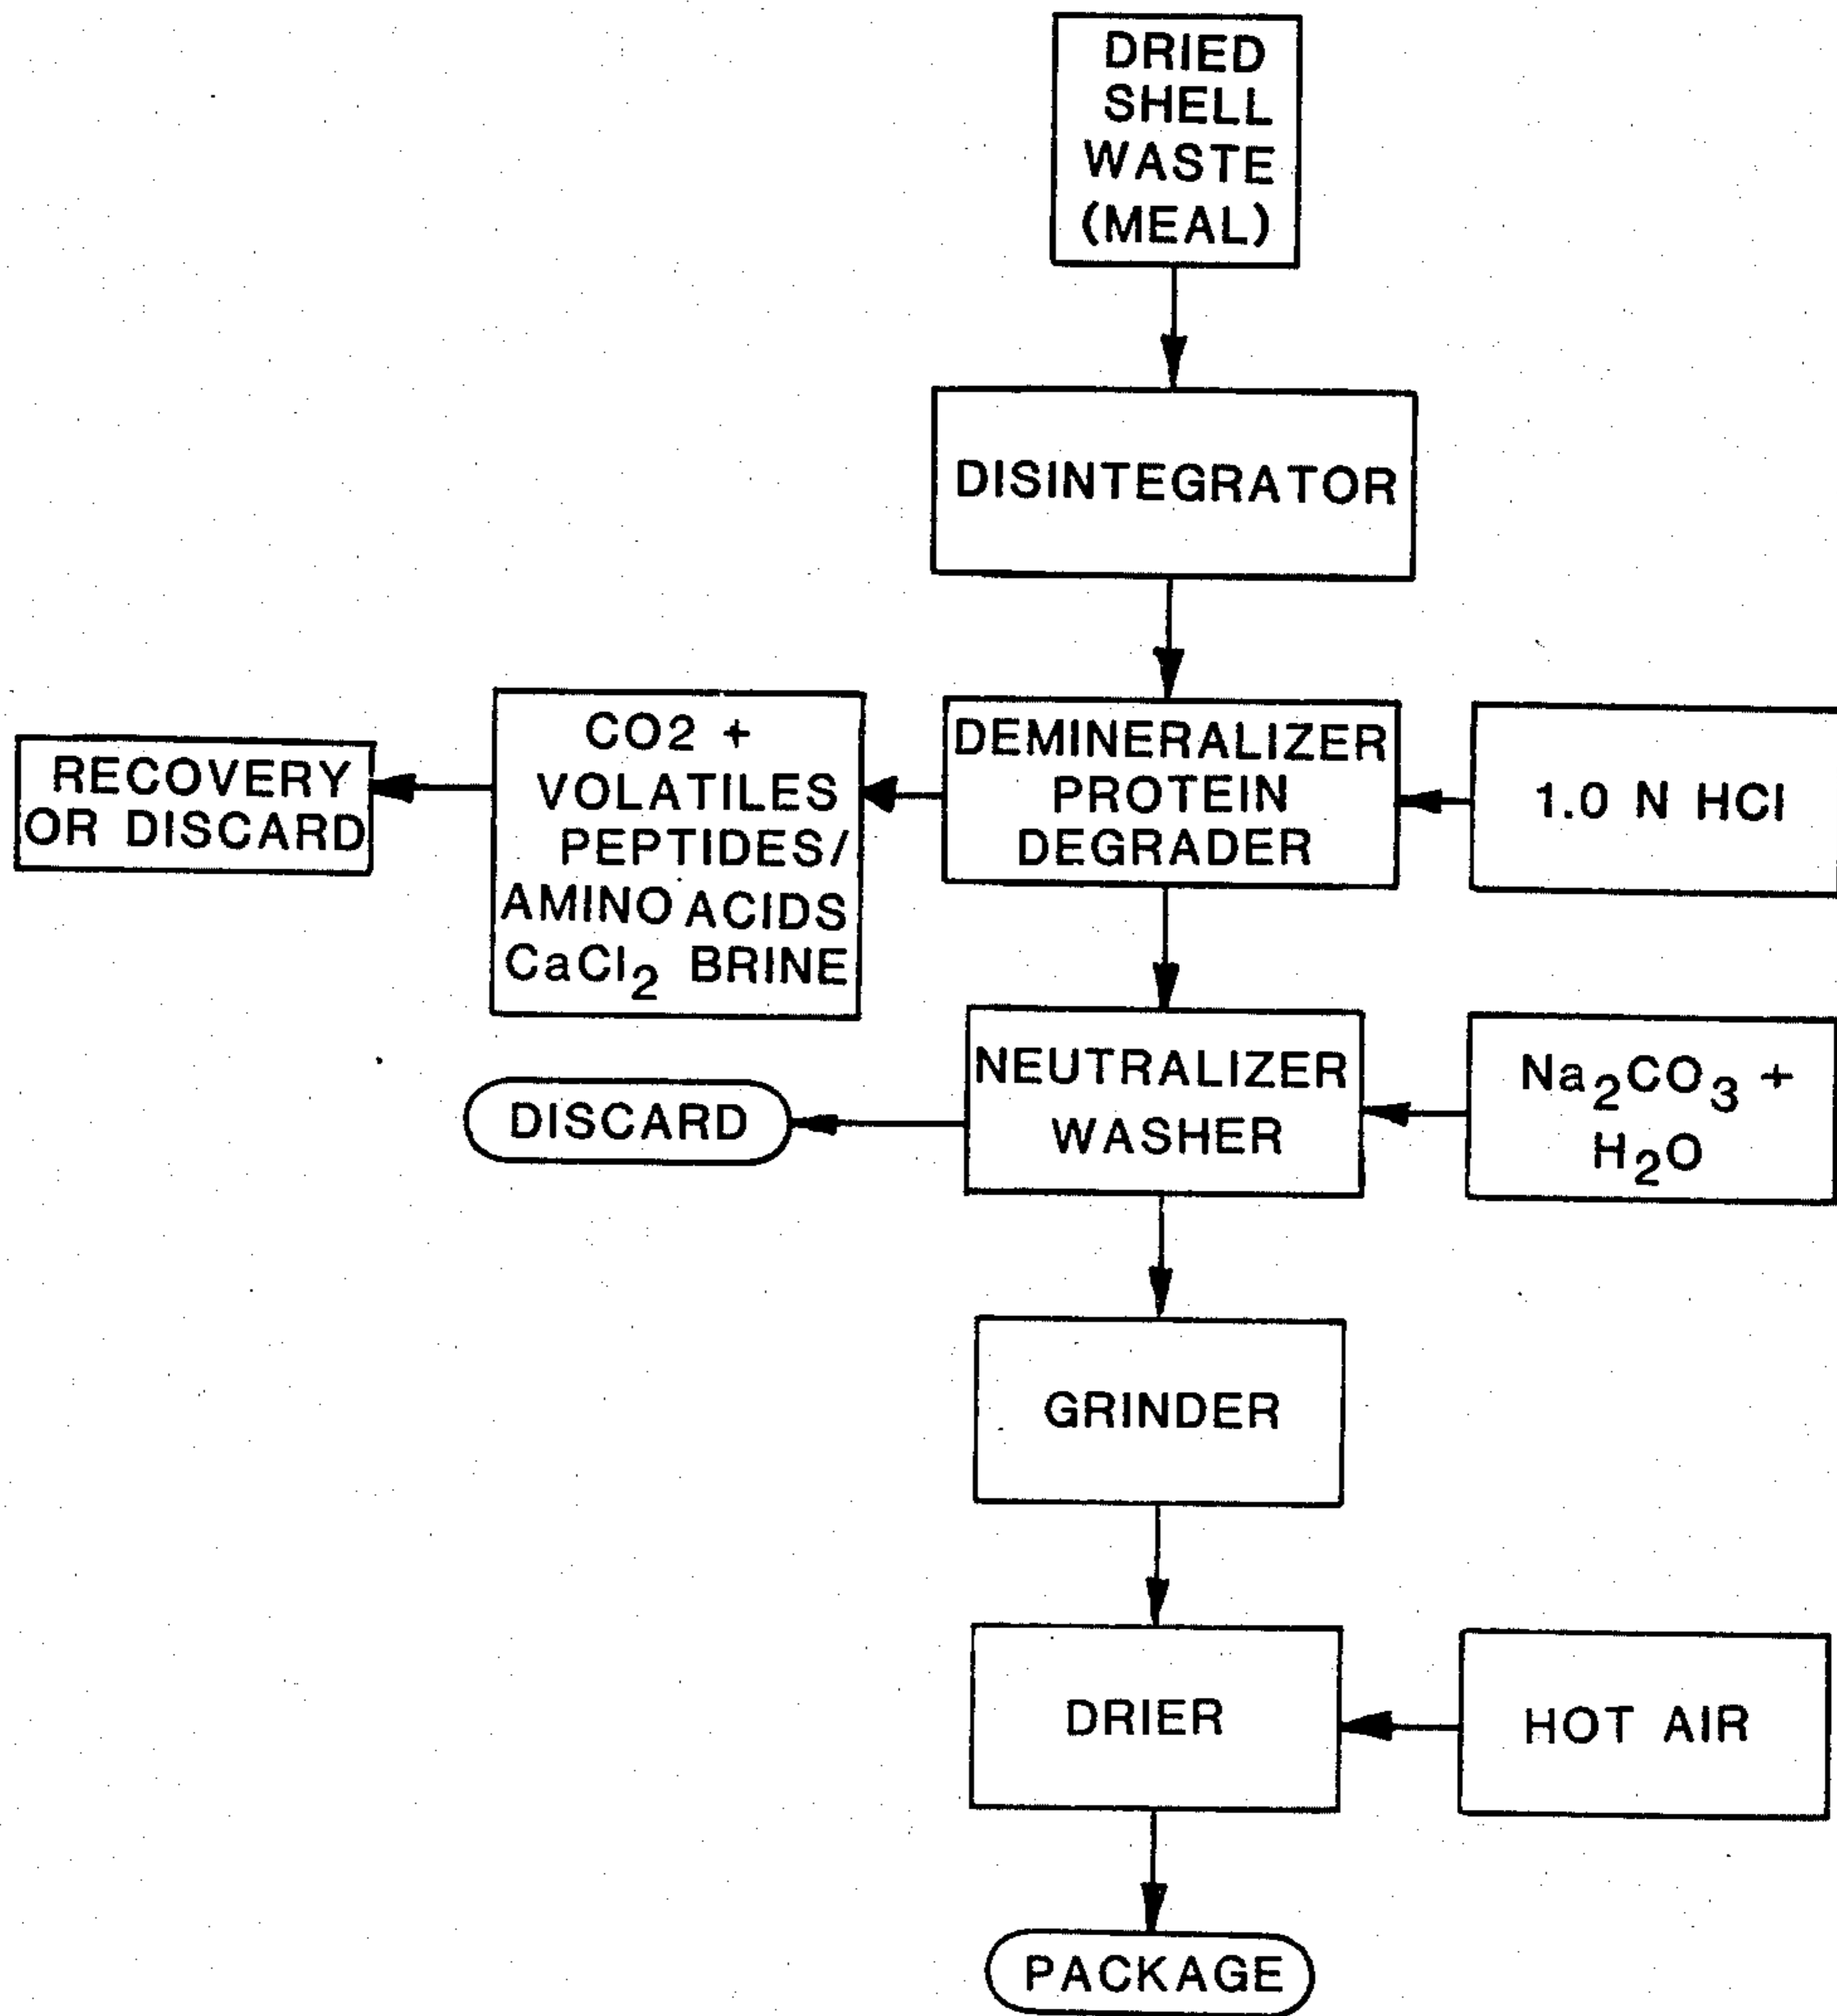 DRIED
SHELL
WASTE
(MEAL)
DISINTEGRATOR
RECOVERY
OR DISCARD
CO2 +
VOLATILES
PEPTIDES/
AMINO ACIDS
CaCl₂ BRINE
DEMINERALIZER
PROTEIN
DEGRADER
1.0 N HCl
DISCARD
NEUTRALIZER
WASHER
Na₂CO₃ +
H₂O
GRINDER
DRIER
HOT AIR
PACKAGE